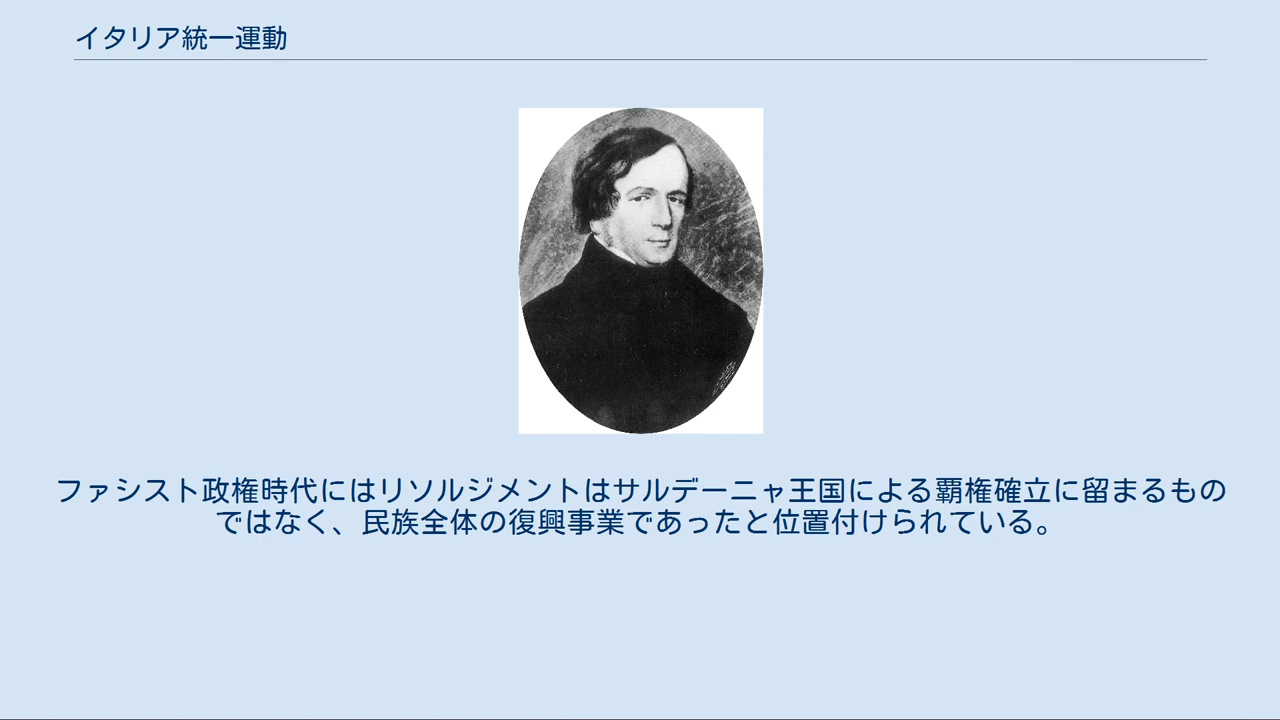 イタリア統一運動
ファシスト政権時代にはリソルジメントはサルデーニャ王国による覇権確立に留まるもの
ではなく、民族全体の復興事業であったと位置付けられている。